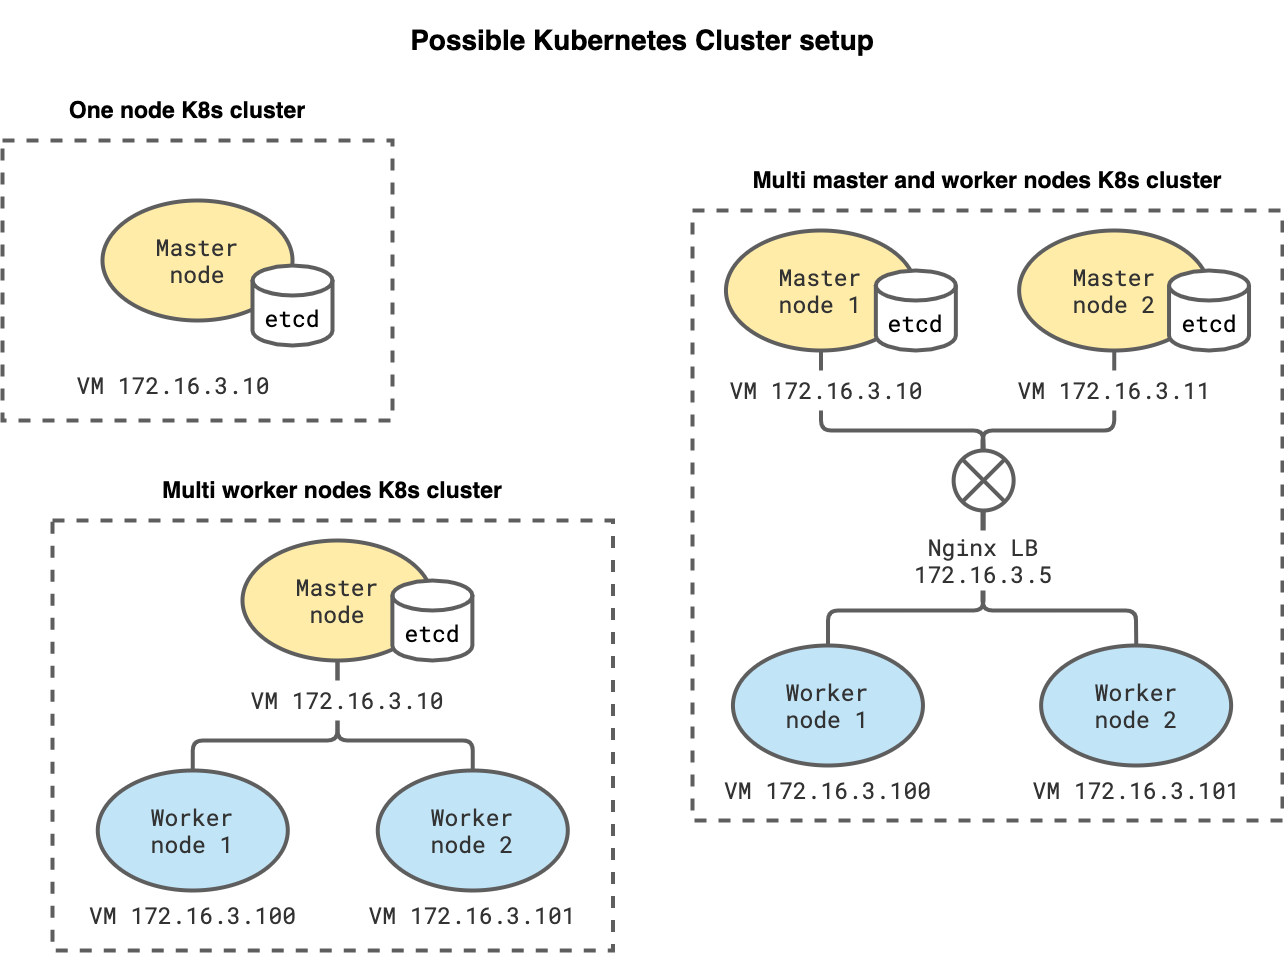 Possible Kubernetes Cluster setup
One node K8s cluster
Master
node
etcd
VM 172.16.3.10
Multi worker nodes K8s cluster
Master
node
etcd
VM 172.16.3.10
Worker
node 1
Worker
node 2
VM 172.16.3.100
VM 172.16.3.101
Multi master and worker nodes K8s cluster
Master
node 1
etcd
Master
node 2
etcd
VM 172.16.3.10
VM 172.16.3.11
Nginx LB
172.16.3.5
Worker
node 1
Worker
node 2
VM 172.16.3.100
VM 172.16.3.101